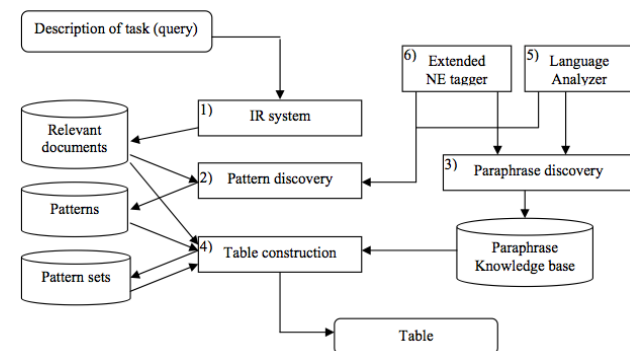 Description of task (query)
6) Extended
NE tagger
5) Language
Analyzer
1) IR system
Relevant
documents
2) Pattern discovery
3) Paraphrase discovery
Patterns
4) Table construction
Paraphrase
Knowledge base
Pattern sets
Table